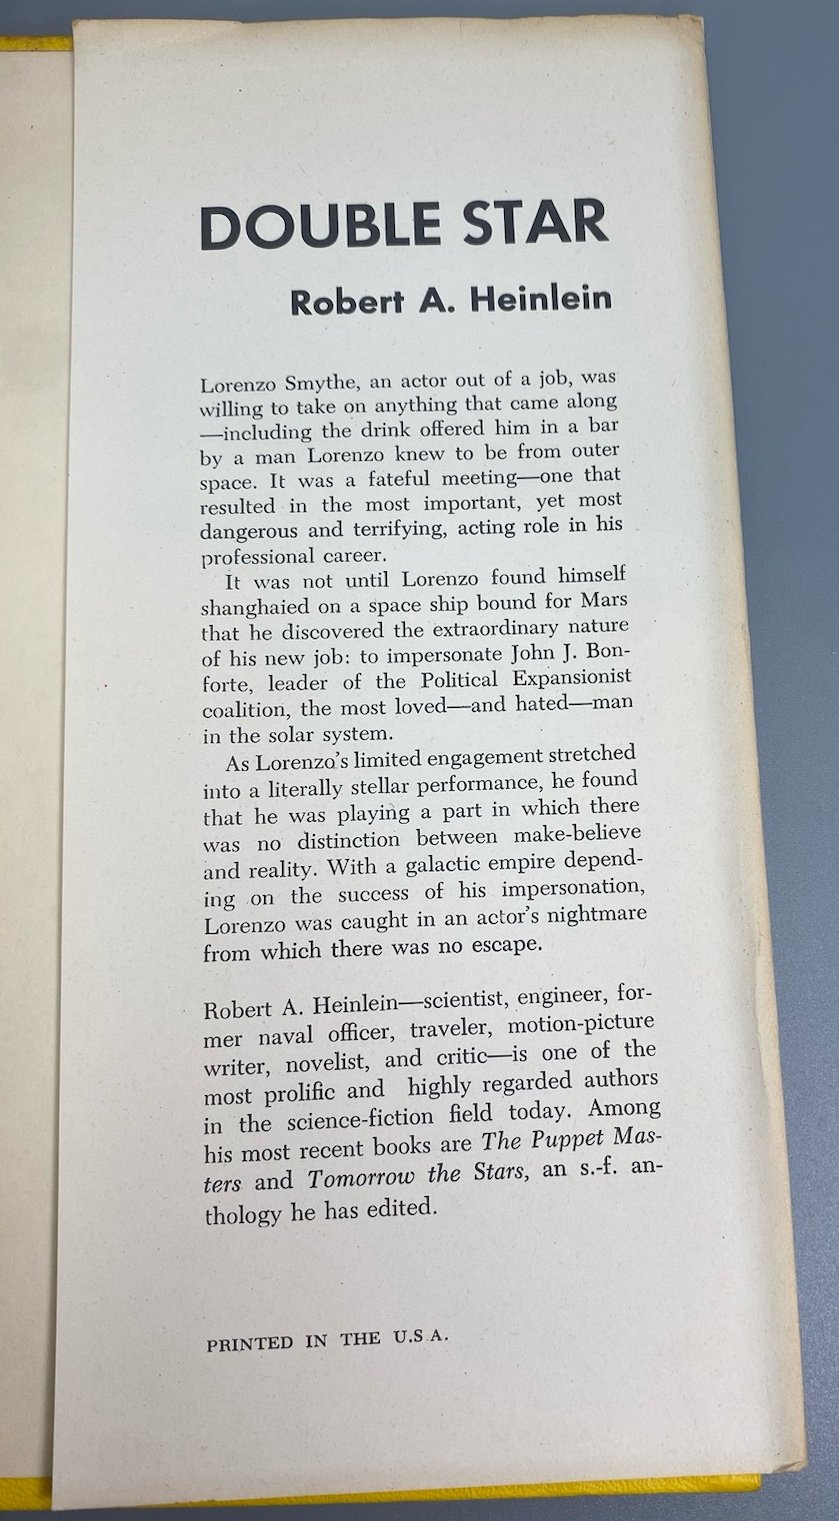 DOUBLE STAR
Robert A. Heinlein
Lorenzo Smythe, an actor out of a job, was
willing to take on anything that came along
—including the drink offered him in a bar
by a man Lorenzo knew to be from outer
space. It was a fateful meeting—one that
resulted in the most important, yet most
dangerous and terrifying, acting role in his
professional career.
It was not until Lorenzo found himself
shanghaied on a space ship bound for Mars
that he discovered the extraordinary nature
of his new job: to impersonate John J. Bon-
forte, leader of the Political Expansionist
coalition, the most loved—and hated—man
in the solar system.
As Lorenzo's limited engagement stretched
into a literally stellar performance, he found
that he was playing a part in which there
was no distinction between make-believe
and reality. With a galactic empire depend-
ing on the success of his impersonation,
Lorenzo was caught in an actor's nightmare
from which there was no escape.
Robert A. Heinlein—scientist, engineer, for-
mer naval officer, traveler, motion-picture
writer, novelist, and critic—is one of the
most prolific and highly regarded authors
in the science-fiction field today. Among
his most recent books are The Puppet Mas-
ters and Tomorrow the Stars, an s.-f. an-
thology he has edited.
PRINTED IN THE U.S.A.